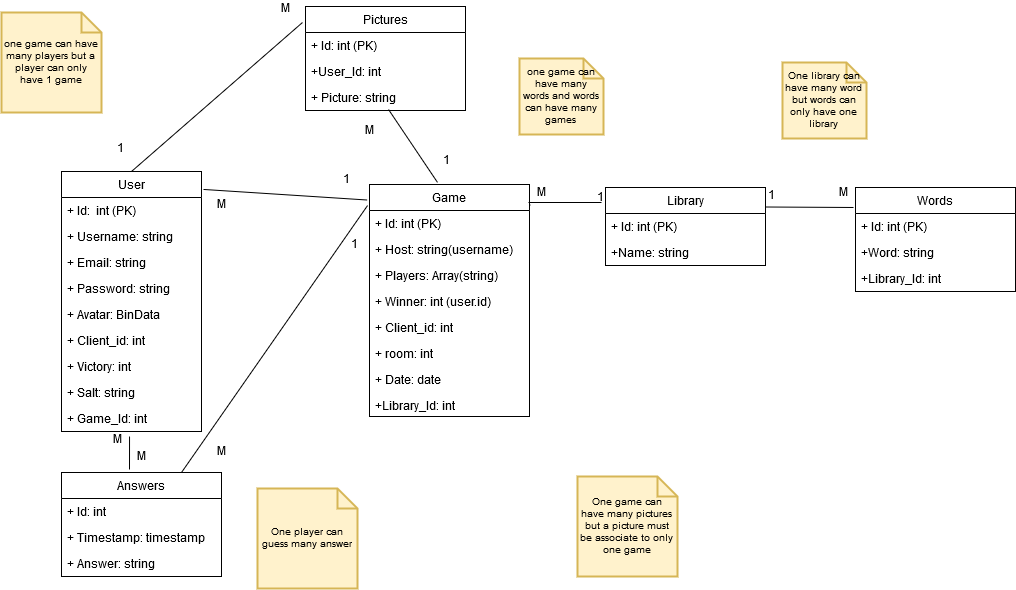 one game can have
many players but a
player can only
have 1 game
M
Pictures
+ Id: int (PK)
+User_Id: int
+ Picture: string
one game can
have many
words and words
can have many
games
One library can
have many word
but words can
only have one
library
M
1
1
User
+ Id:  int (PK)
+ Username: string
+ Email: string
+ Password: string
+ Avatar: BinData
+ Client_id: int
+ Victory: int
+ Salt: string
+ Game_Id: int
1
M
1
Game
+ Id: int (PK)
+ Host: string(username)
+ Players: Array(string)
+ Winner: int (user.id)
+ Client_id: int
+ room: int
+ Date: date
+Library_Id: int
M
1
Library
+ Id: int (PK)
+Name: string
1
M
Words
+ Id: int (PK)
+Word: string
+Library_Id: int
M
M
M
Answers
+ Id: int
+ Timestamp: timestamp
+ Answer: string
One player can
guess many answer
One game can
have many pictures
but a picture must
be associate to only
one game